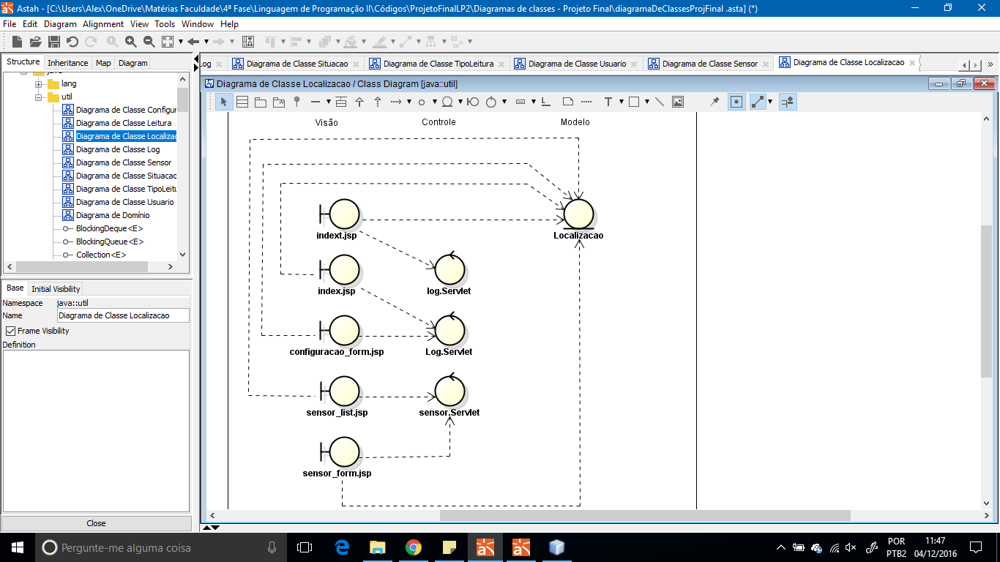 Astah - [C:\Users\Alex\OneDrive\Matérias Faculdade\4ª Fase\Linguagem de Programação II\Códigos\ProjetoFinalLP2\Diagramas de classes - Projeto Final\diagramaDeClassesProjFinal .asta] (*)
File Edit Diagram Alignment View Tools Window Help
Structure Inheritance Map Diagram
og Diagrama de Classe Situacao Diagrama de Classe TipoLeitura Diagrama de Classe Usuario Diagrama de Classe Sensor Diagrama de Classe Localizacao
Diagrama de Classe Localizacao / Class Diagram [java::util]
java
lang
util
Diagrama de Classe Configur
Diagrama de Classe Leitura
Diagrama de Classe Localizac
Diagrama de Classe Log
Diagrama de Classe Sensor
Diagrama de Classe Situacao
Diagrama de Classe TipoLeitu
Diagrama de Classe Usuario
Diagrama de Domínio
BlockingDeque<E>
BlockingQueue<E>
Collection<E>
Base Initial Visibility
Namespace java::util
Name Diagrama de Classe Localizacao
Frame Visibility
Definition
Close
T
Visão Controle Modelo
indext.jsp Localizacao
index.jsp log.Servlet
configuracao_form.jsp Log.Servlet
sensor_list.jsp sensor.Servlet
sensor_form.jsp
Pergunte-me alguma coisa
POR
PTB2
11:47
04/12/2016